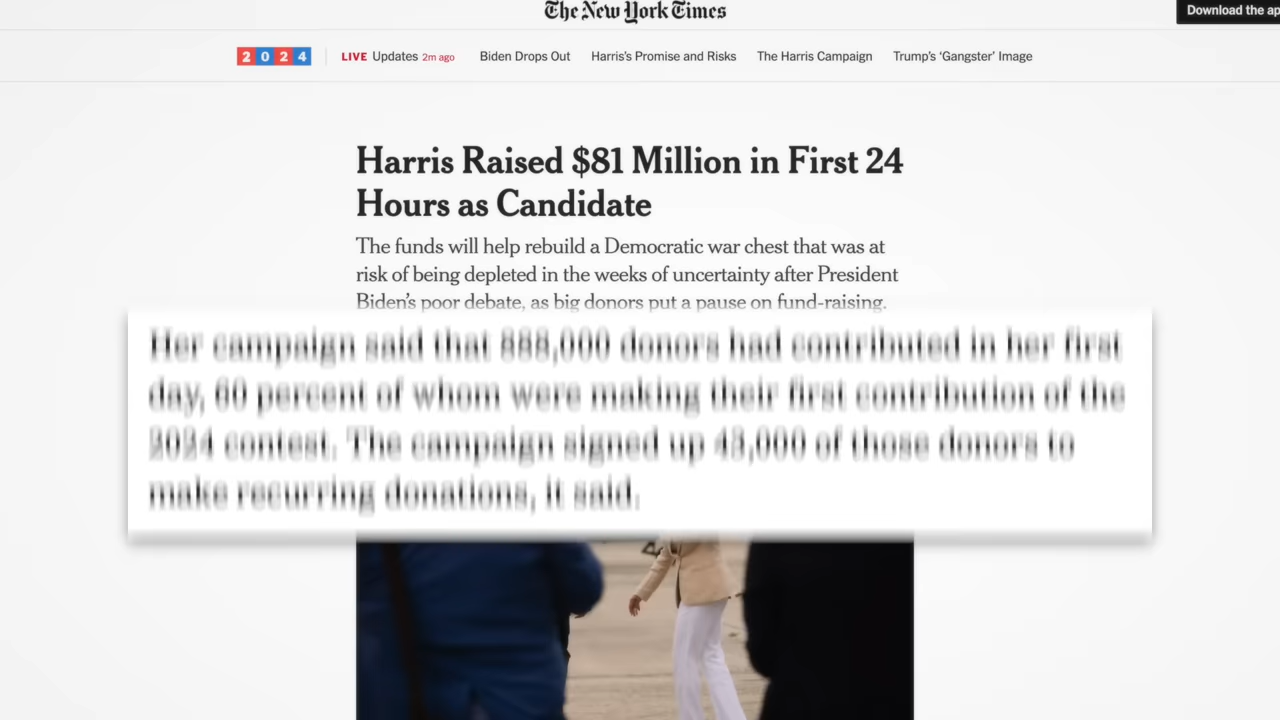 The New York Times
Download the ap
2024 LIVE Updates 2m ago Biden Drops Out Harris's Promise and Risks The Harris Campaign Trump's ‘Gangster’ Image
Harris Raised $81 Million in First 24
Hours as Candidate
The funds will help rebuild a Democratic war chest that was at
risk of being depleted in the weeks of uncertainty after President
Biden's poor debate, as big donors put a pause on fund-raising.
Her campaign said that 888,000 donors had contributed in her first
day, 60 percent of whom were making their first contribution of the
2024 contest. The campaign signed up 43,000 of those donors to
make recurring donations, it said.